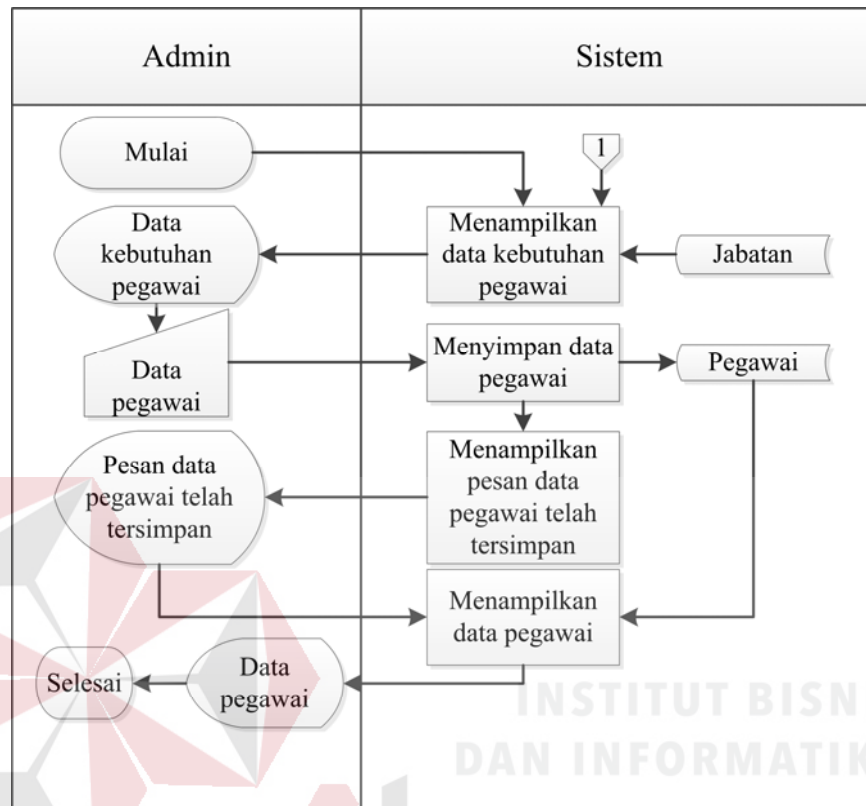 Admin
Sistem
Mulai
1
Data
kebutuhan
pegawai
Menampilkan
data kebutuhan
pegawai
Jabatan
Data
pegawai
Menyimpan data
pegawai
Pegawai
Pesan data
pegawai telah
tersimpan
Menampilkan
pesan data
pegawai telah
tersimpan
Menampilkan
data pegawai
Selesai
Data
pegawai
INSTITUT BISN
DAN INFORMATIK